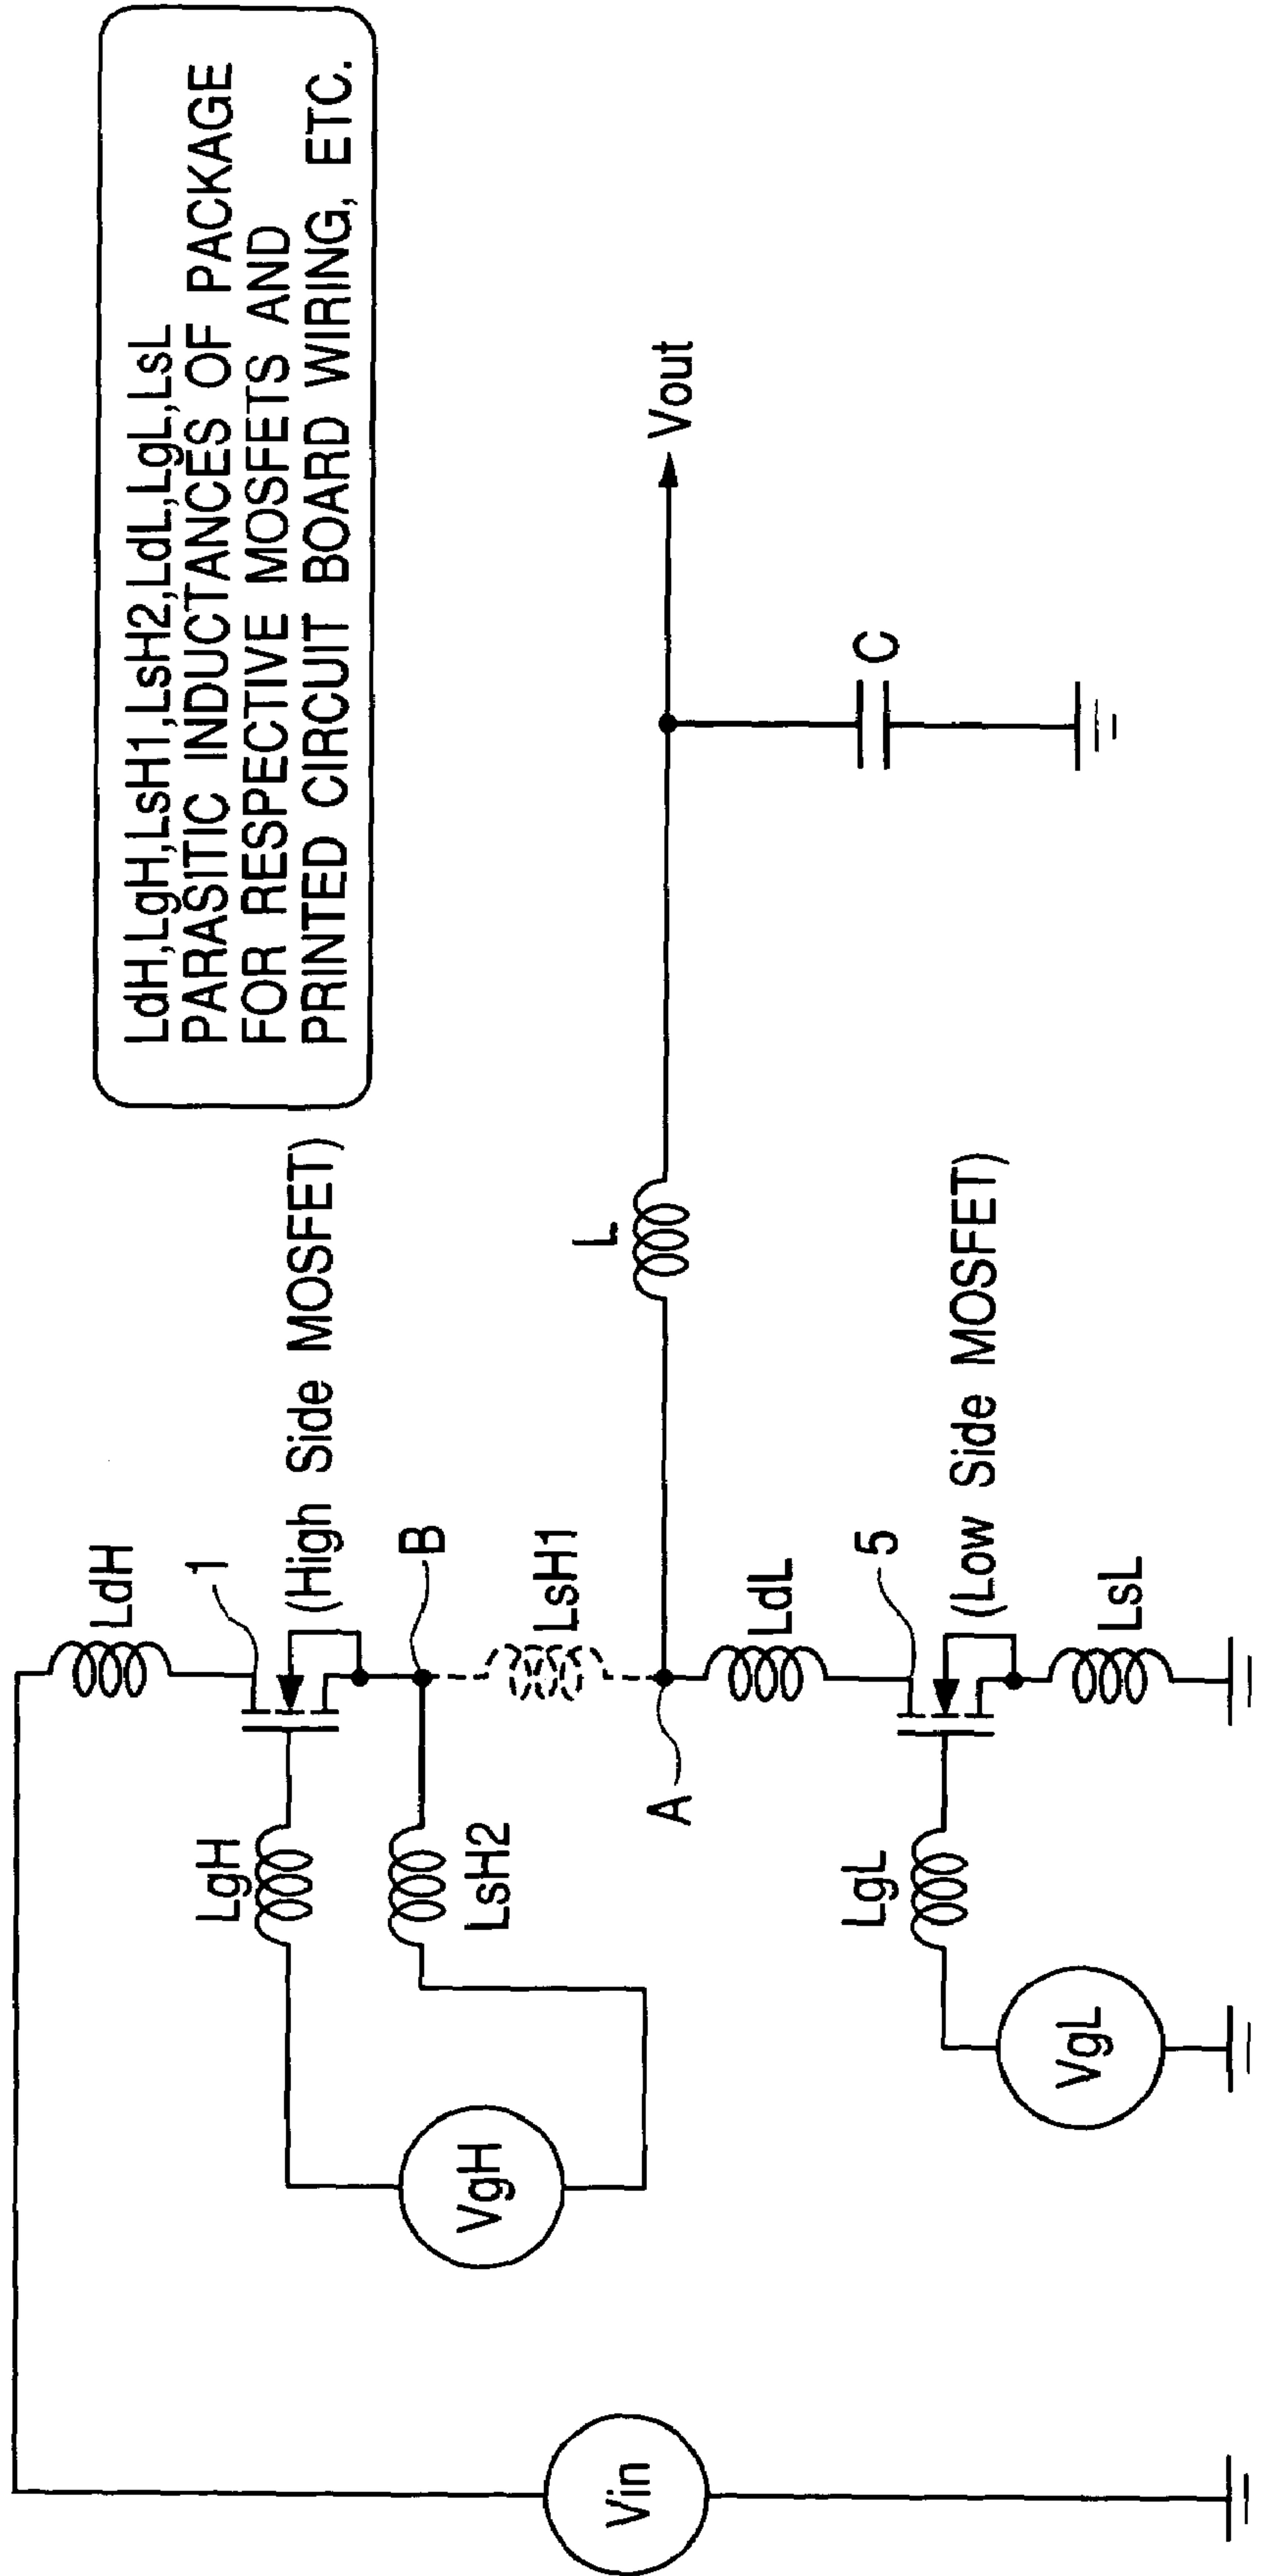 LdH,LgH,LsH1,LsH2,LdL,LgL,LsL
PARASITIC INDUCTANCES OF PACKAGE
FOR RESPECTIVE MOSFETS AND
PRINTED CIRCUIT BOARD WIRING, ETC.
LdH
1
(High Side MOSFET)
LgH
B
LsH2
VgH
LsH1
L
Vout
A
C
LdL
5
(Low Side MOSFET)
LgL
LsL
VgL
Vin